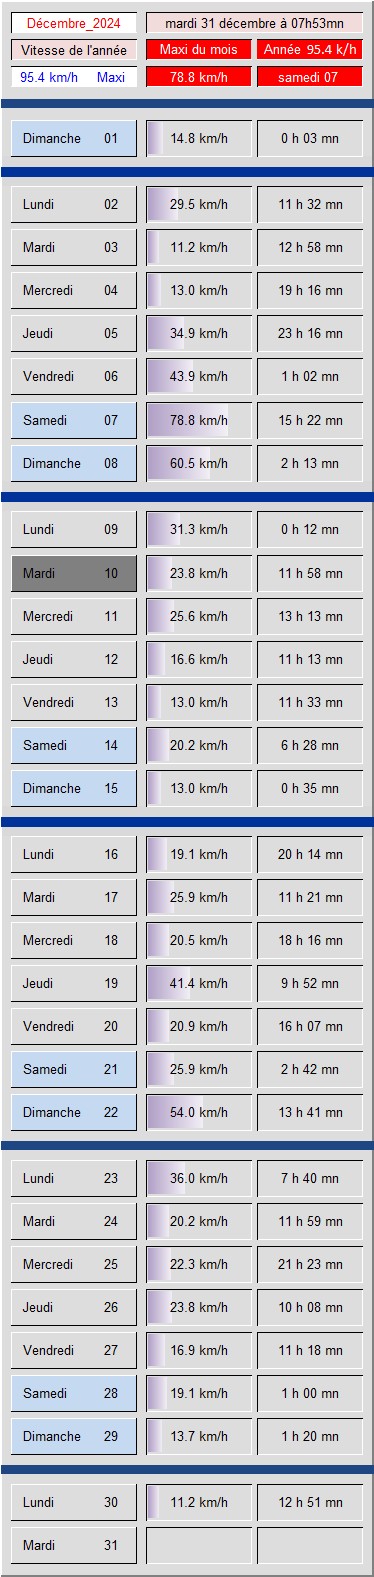 Décembre_2024 mardi 31 décembre à 07h53mn
Vitesse de l'année Maxi du mois Année 95.4 k/h
95.4 km/h Maxi 78.8 km/h samedi 07
Dimanche 01 14.8 km/h 0 h 03 mn
Lundi 02 29.5 km/h 11 h 32 mn
Mardi 03 11.2 km/h 12 h 58 mn
Mercredi 04 13.0 km/h 19 h 16 mn
Jeudi 05 34.9 km/h 23 h 16 mn
Vendredi 06 43.9 km/h 1 h 02 mn
Samedi 07 78.8 km/h 15 h 22 mn
Dimanche 08 60.5 km/h 2 h 13 mn
Lundi 09 31.3 km/h 0 h 12 mn
Mardi 10 23.8 km/h 11 h 58 mn
Mercredi 11 25.6 km/h 13 h 13 mn
Jeudi 12 16.6 km/h 11 h 13 mn
Vendredi 13 13.0 km/h 11 h 33 mn
Samedi 14 20.2 km/h 6 h 28 mn
Dimanche 15 13.0 km/h 0 h 35 mn
Lundi 16 19.1 km/h 20 h 14 mn
Mardi 17 25.9 km/h 11 h 21 mn
Mercredi 18 20.5 km/h 18 h 16 mn
Jeudi 19 41.4 km/h 9 h 52 mn
Vendredi 20 20.9 km/h 16 h 07 mn
Samedi 21 25.9 km/h 2 h 42 mn
Dimanche 22 54.0 km/h 13 h 41 mn
Lundi 23 36.0 km/h 7 h 40 mn
Mardi 24 20.2 km/h 11 h 59 mn
Mercredi 25 22.3 km/h 21 h 23 mn
Jeudi 26 23.8 km/h 10 h 08 mn
Vendredi 27 16.9 km/h 11 h 18 mn
Samedi 28 19.1 km/h 1 h 00 mn
Dimanche 29 13.7 km/h 1 h 20 mn
Lundi 30 11.2 km/h 12 h 51 mn
Mardi 31